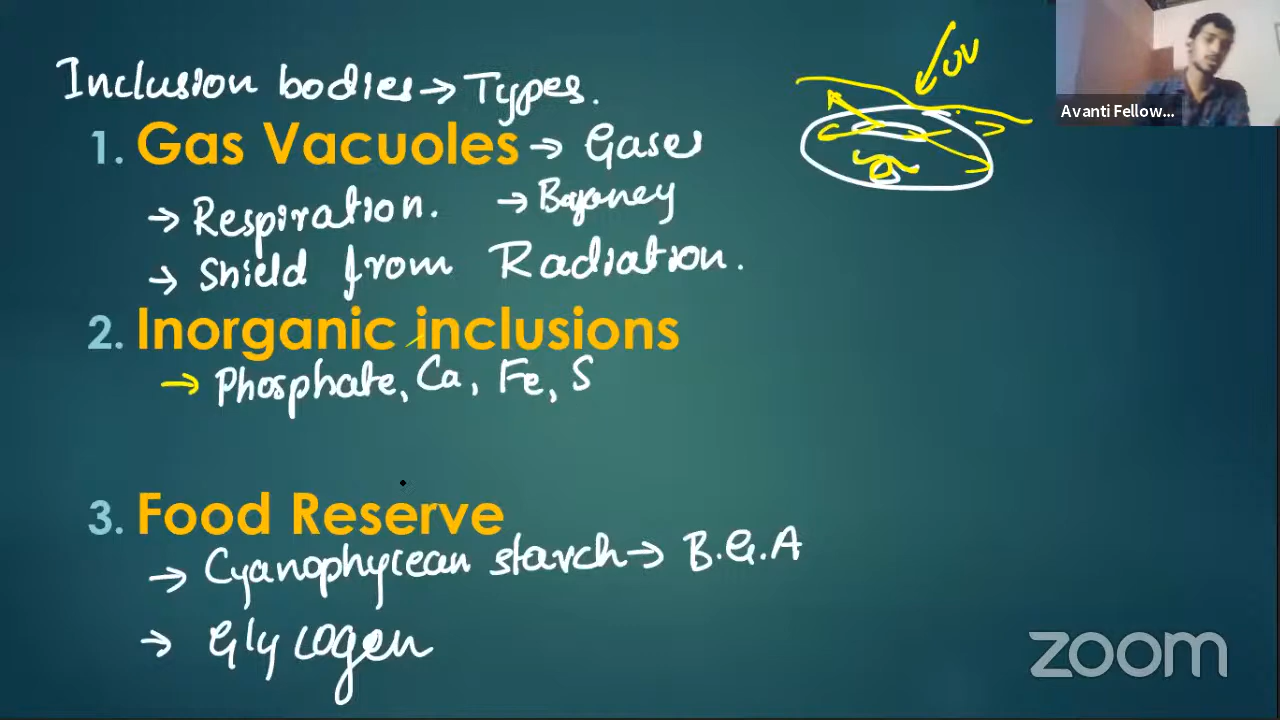 Inclusion bodies → Types.
UV
Avanti Fellow...
1. Gas Vacuoles → Gases
→ Respiration. → Bayoney
→ Shield from Radiation.
2. Inorganic inclusions
→ Phosphate, Ca, Fe, S
3. Food Reserve
→ Cyanophycean starch → B.G.A
→ Glycogen
zoom